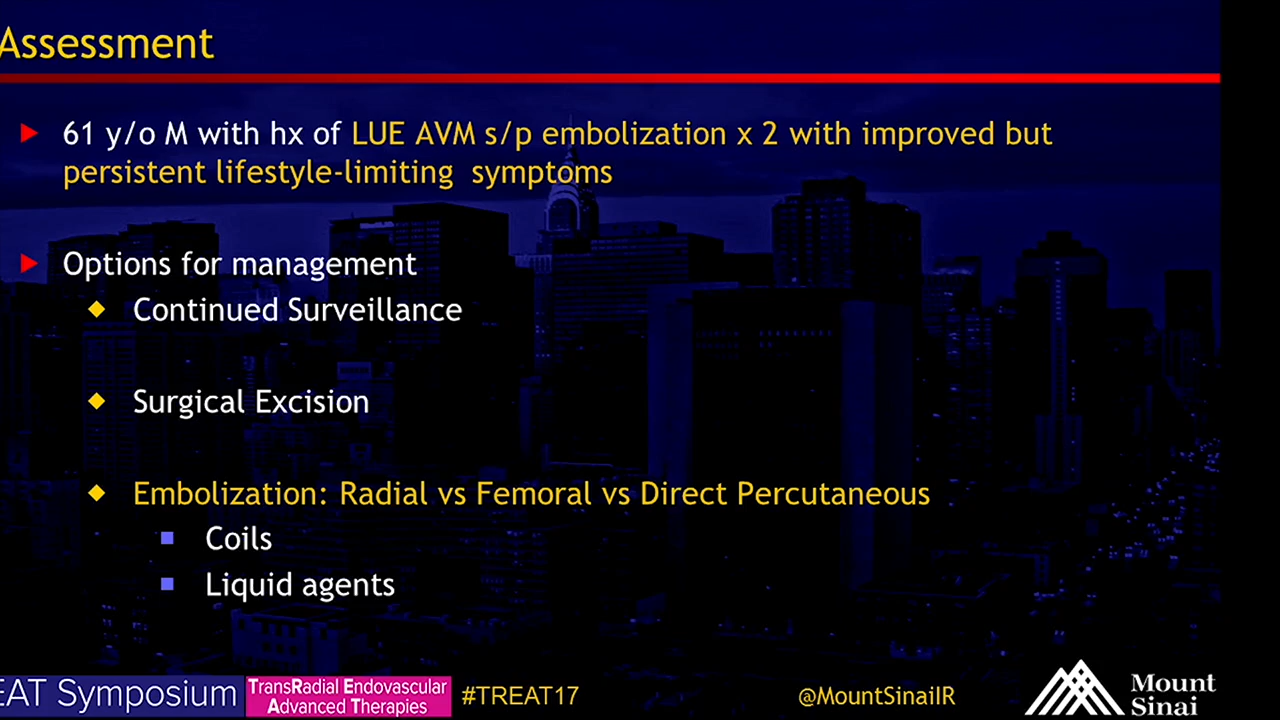 Assessment
61 y/o M with hx of LUE AVM s/p embolization x 2 with improved but
persistent lifestyle-limiting symptoms
Options for management
Continued Surveillance
Surgical Excision
Embolization: Radial vs Femoral vs Direct Percutaneous
Coils
Liquid agents
EAT Symposium
TransRadial Endovascular
Advanced Therapies
#TREAT17
@MountSinaiIR
Mount
Sinai